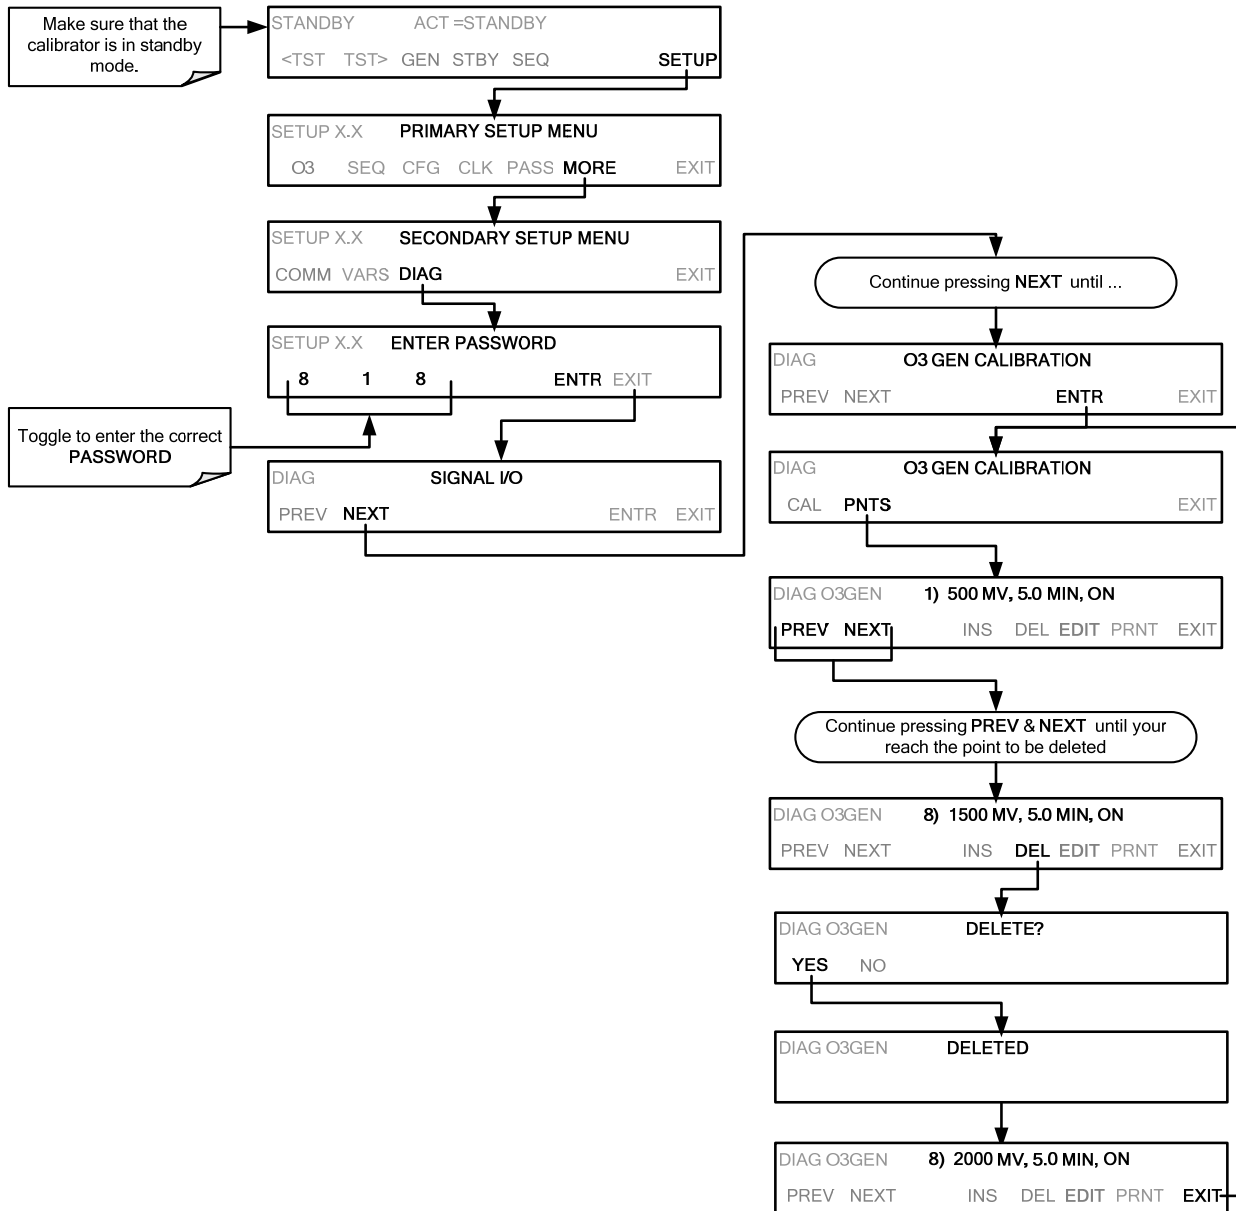 Make sure that the
calibrator is in standby
mode.
STANDBY ACT =STANDBY
<TST TST> GEN STBY SEQ SETUP
SETUP X.X PRIMARY SETUP MENU
O3 SEQ CFG CLK PASS MORE EXIT
SETUP X.X SECONDARY SETUP MENU
COMM VARS DIAG EXIT
SETUP X.X ENTER PASSWORD
8 1 8 ENTR EXIT
Toggle to enter the correct
PASSWORD
DIAG SIGNAL I/O
PREV NEXT ENTR EXIT
Continue pressing NEXT until ...
DIAG O3 GEN CALIBRATION
PREV NEXT ENTR EXIT
DIAG O3 GEN CALIBRATION
CAL PNTS EXIT
DIAG O3GEN 1) 500 MV, 5.0 MIN, ON
PREV NEXT INS DEL EDIT PRNT EXIT
Continue pressing PREV & NEXT until your
reach the point to be deleted
DIAG O3GEN 8) 1500 MV, 5.0 MIN, ON
PREV NEXT INS DEL EDIT PRNT EXIT
DIAG O3GEN DELETE?
YES NO
DIAG O3GEN DELETED
DIAG O3GEN 8) 2000 MV, 5.0 MIN, ON
PREV NEXT INS DEL EDIT PRNT EXIT